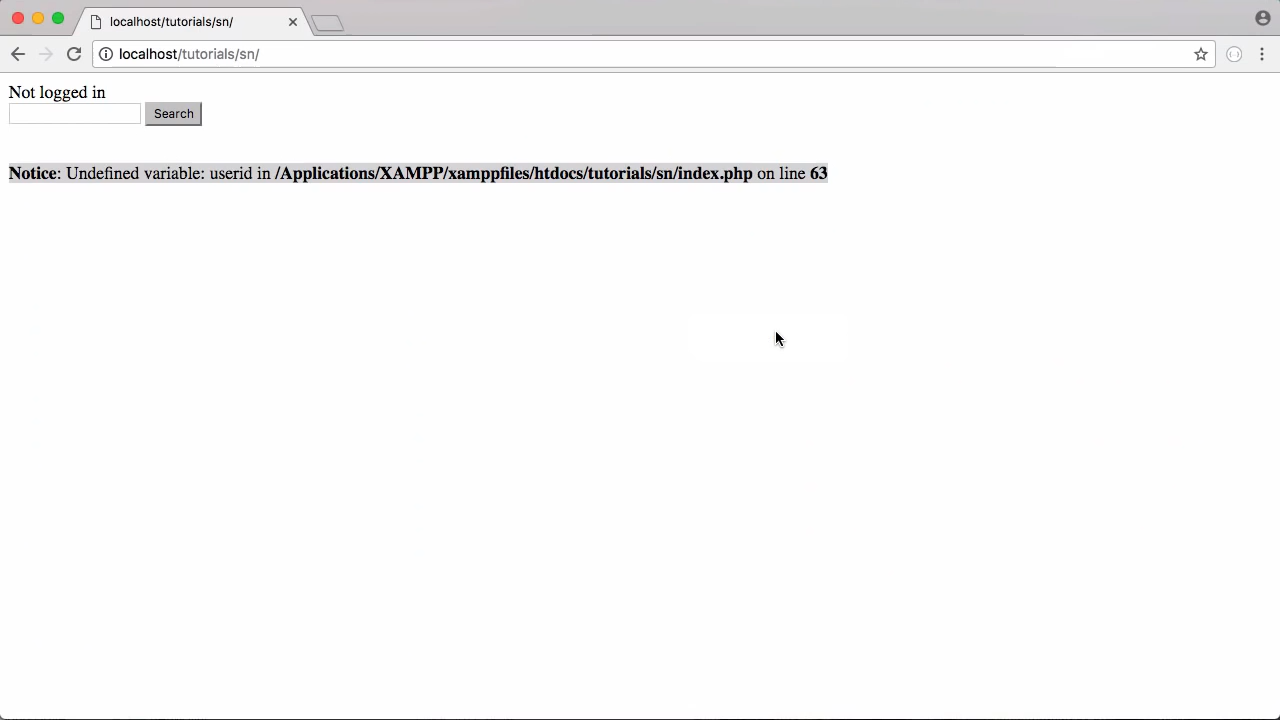 localhost/tutorials/sn/
localhost/tutorials/sn/
Not logged in
Search
Notice: Undefined variable: userid in /Applications/XAMPP/xamppfiles/htdocs/tutorials/sn/index.php on line 63